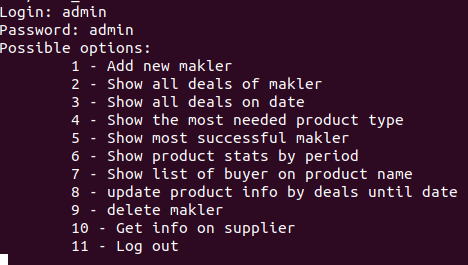 Login: admin
Password: admin
Possible options:
1 - Add new makler
2 - Show all deals of makler
3 - Show all deals on date
4 - Show the most needed product type
5 - Show most successful makler
6 - Show product stats by period
7 - Show list of buyer on product name
8 - update product info by deals until date
9 - delete makler
10 - Get info on supplier
11 - Log out